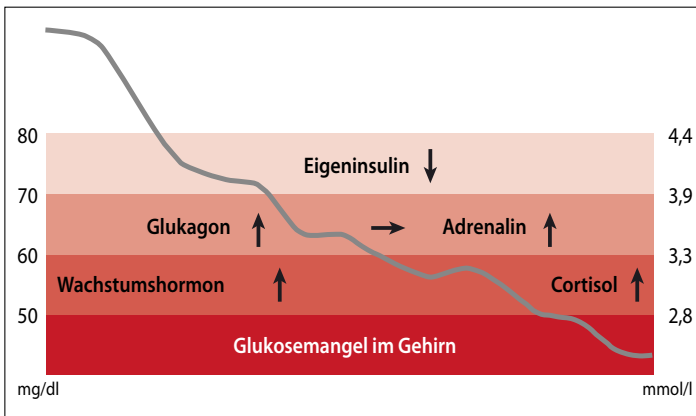 80 4,4
Eigeninsulin
70 3,9
Glukagon Adrenalin
60 3,3
Wachstumshormon Cortisol
50 2,8
Glukosemangel im Gehirn
mg/dl mmol/l